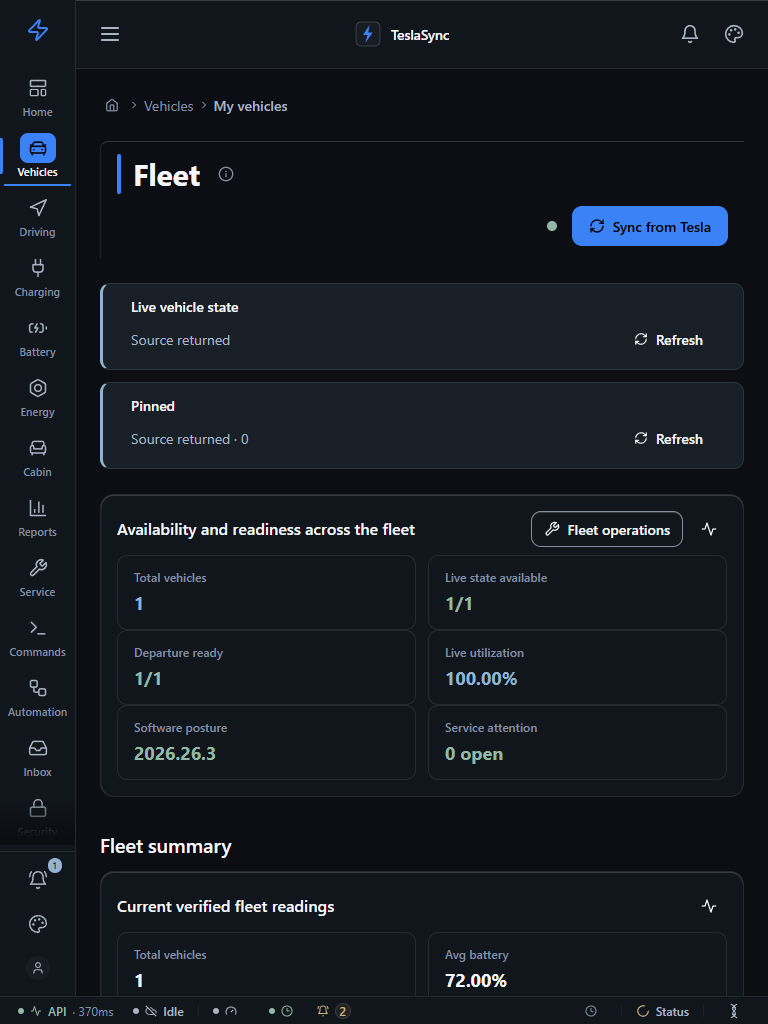 TeslaSync
Home
Vehicles
Driving
Charging
Battery
Energy
Cabin
Reports
Service
Commands
Automation
Inbox
Security
1
Vehicles > My vehicles
Fleet
Sync from Tesla
Live vehicle state
Source returned
Refresh
Pinned
Source returned · 0
Refresh
Availability and readiness across the fleet
Fleet operations
Total vehicles
1
Live state available
1/1
Departure ready
1/1
Live utilization
100.00%
Software posture
2026.26.3
Service attention
0 open
Fleet summary
Current verified fleet readings
Total vehicles
1
Avg battery
72.00%
API · 370ms
Idle
2
Status